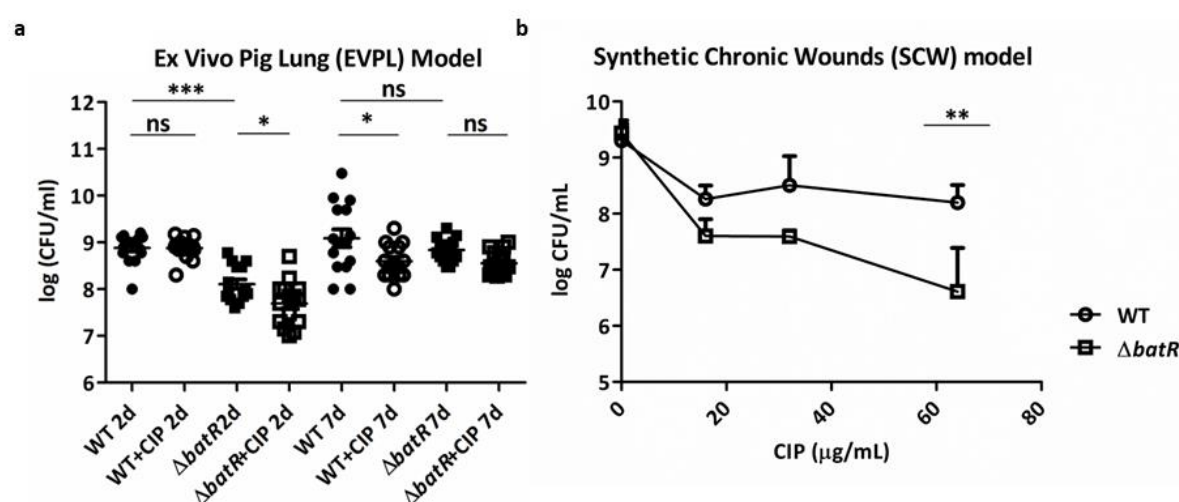 a
Ex Vivo Pig Lung (EVPL) Model
***
ns
ns
*
*
ns
12
11
10
9
8
7
6
log (CFU/ml)
WT 2d
WT+CIP 2d
ΔbatR2d
ΔbatR+CIP 2d
WT 7d
WT+CIP 7d
ΔbatR 7d
ΔbatR+CIP 7d
b
Synthetic Chronic Wounds (SCW) model
**
10
9
8
7
6
5
log CFU/mL
0
20
40
60
80
CIP (μg/mL)
WT
ΔbatR